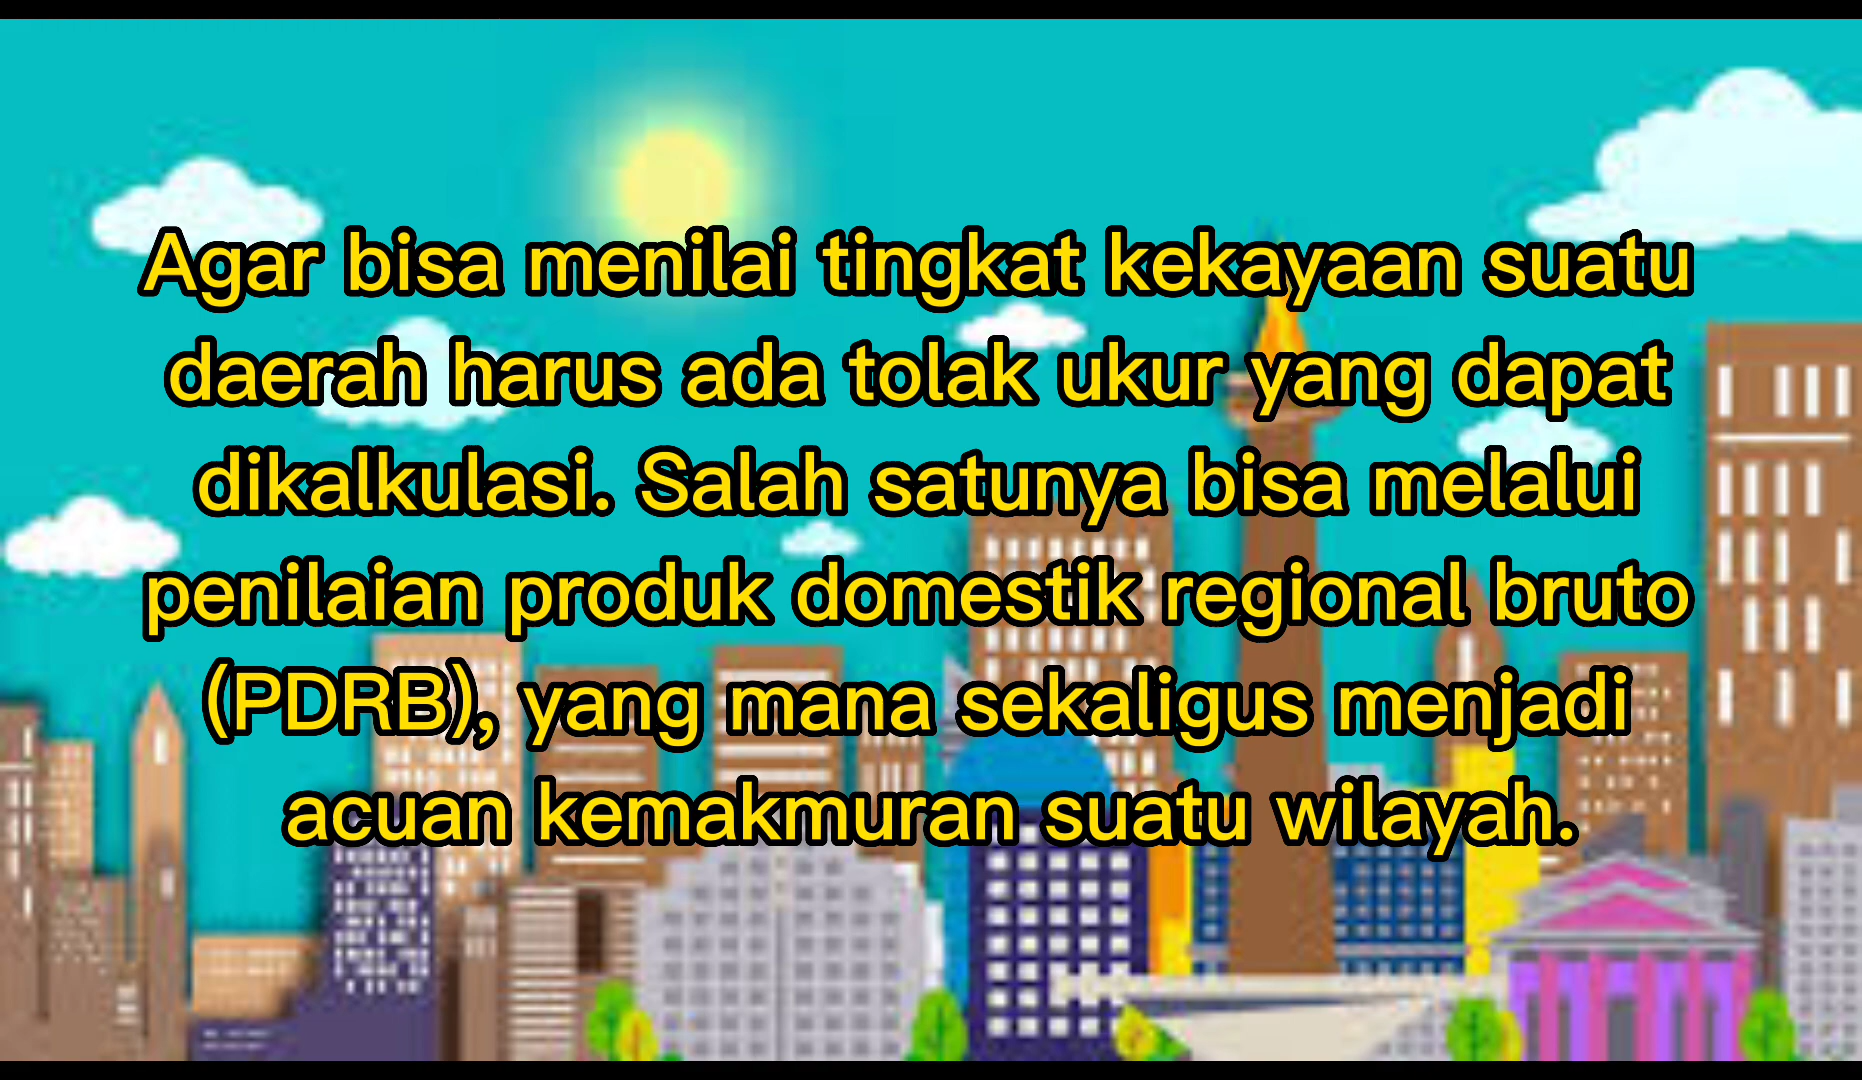 Agar bisa menilai tingkat kekayaan suatu
daerah harus ada tolak ukur yang dapat
dikalkulasi. Salah satunya bisa melalui
penilaian produk domestik regional bruto
(PDRB), yang mana sekaligus menjadi
acuan kemakmuran suatu wilayah.